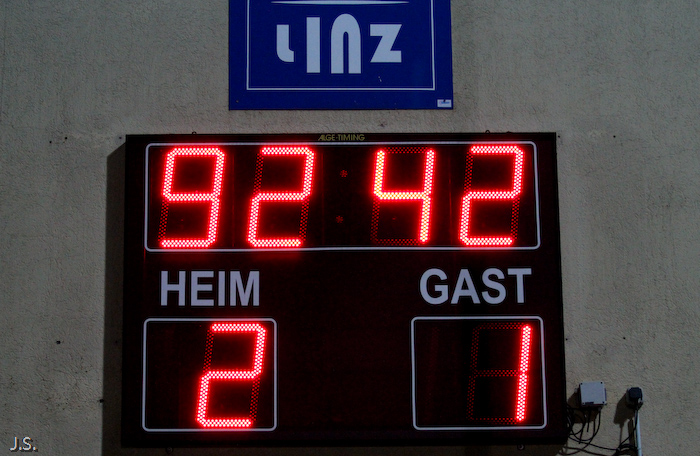 LINZ
ALGE-TIMING
92:42
HEIM GAST
2 1
J.S.